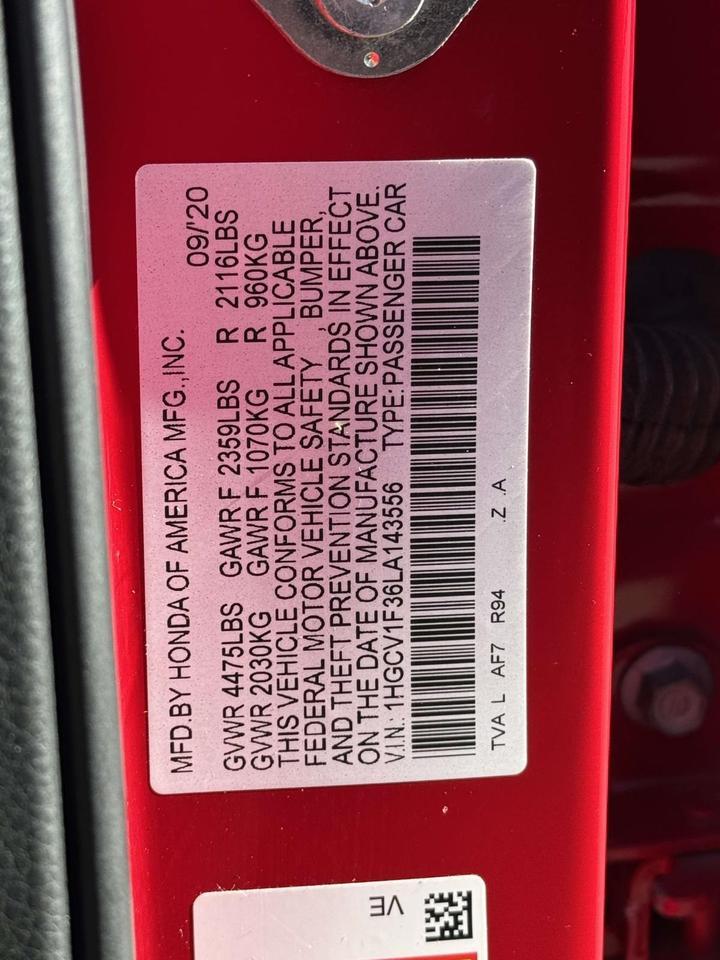 MFD.BY HONDA OF AMERICA MFG.,INC. 09/'20
GVWR 4475LBS GAWR F 2359LBS R 2116LBS
GVWR 2030KG GAWR F 1070KG R 960KG
THIS VEHICLE CONFORMS TO ALL APPLICABLE
FEDERAL MOTOR VEHICLE SAFETY , BUMPER,
AND THEFT PREVENTION STANDARDS IN EFFECT
ON THE DATE OF MANUFACTURE SHOWN ABOVE.
V.I.N.: 1HGCV1F36LA143556 TYPE:PASSENGER CAR
TVA L AF7 R94 .Z .A
VE